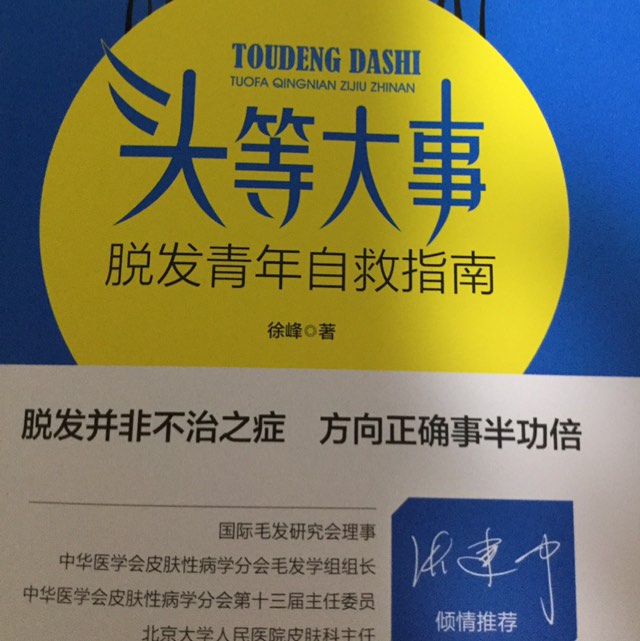 TOUDENG DASHI
TUOFA QINGNIAN ZIJIU ZHINAN
头等大事
脱发青年自救指南
徐峰◎著
脱发并非不治之症 方向正确事半功倍
国际毛发研究会理事
中华医学会皮肤性病学分会毛发学组组长
中华医学会皮肤性病学分会第十三届主任委员
北京大学人民医院皮肤科主任
张建中
倾情推荐